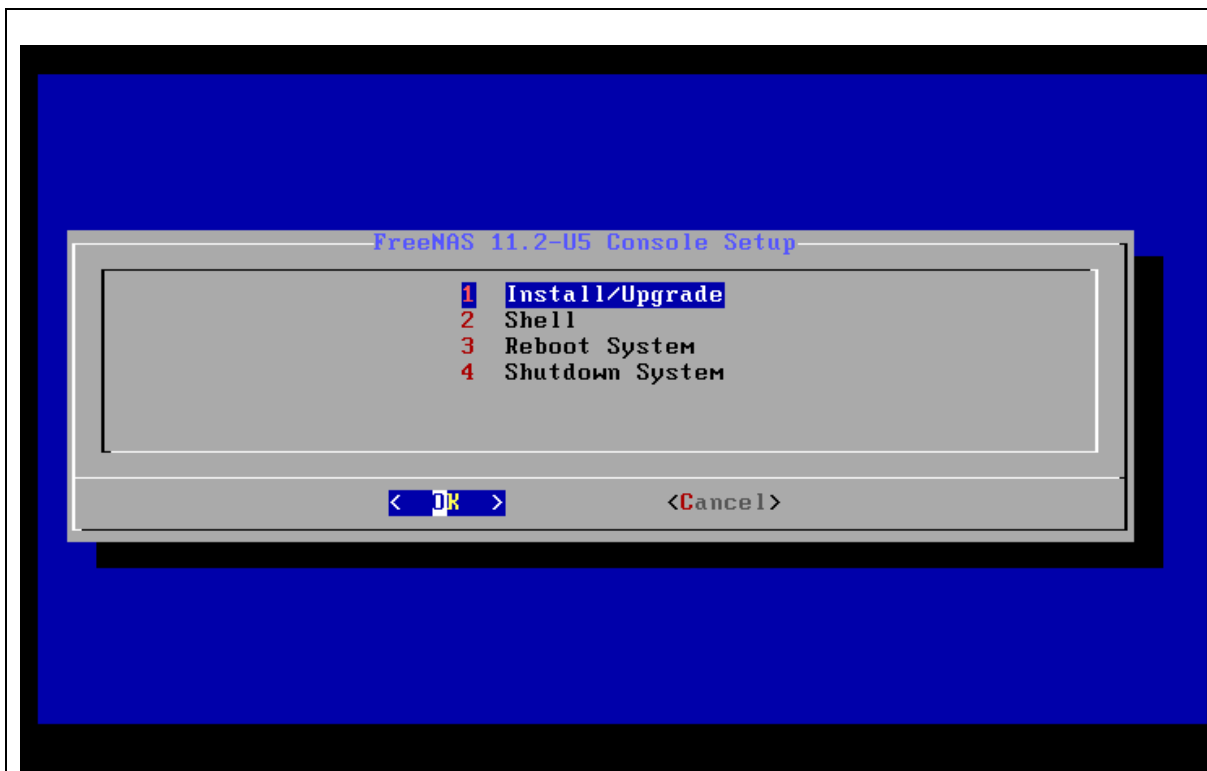 FreeNAS 11.2-U5 Console Setup
1 Install/Upgrade
2 Shell
3 Reboot System
4 Shutdown System
< OK > <Cancel>